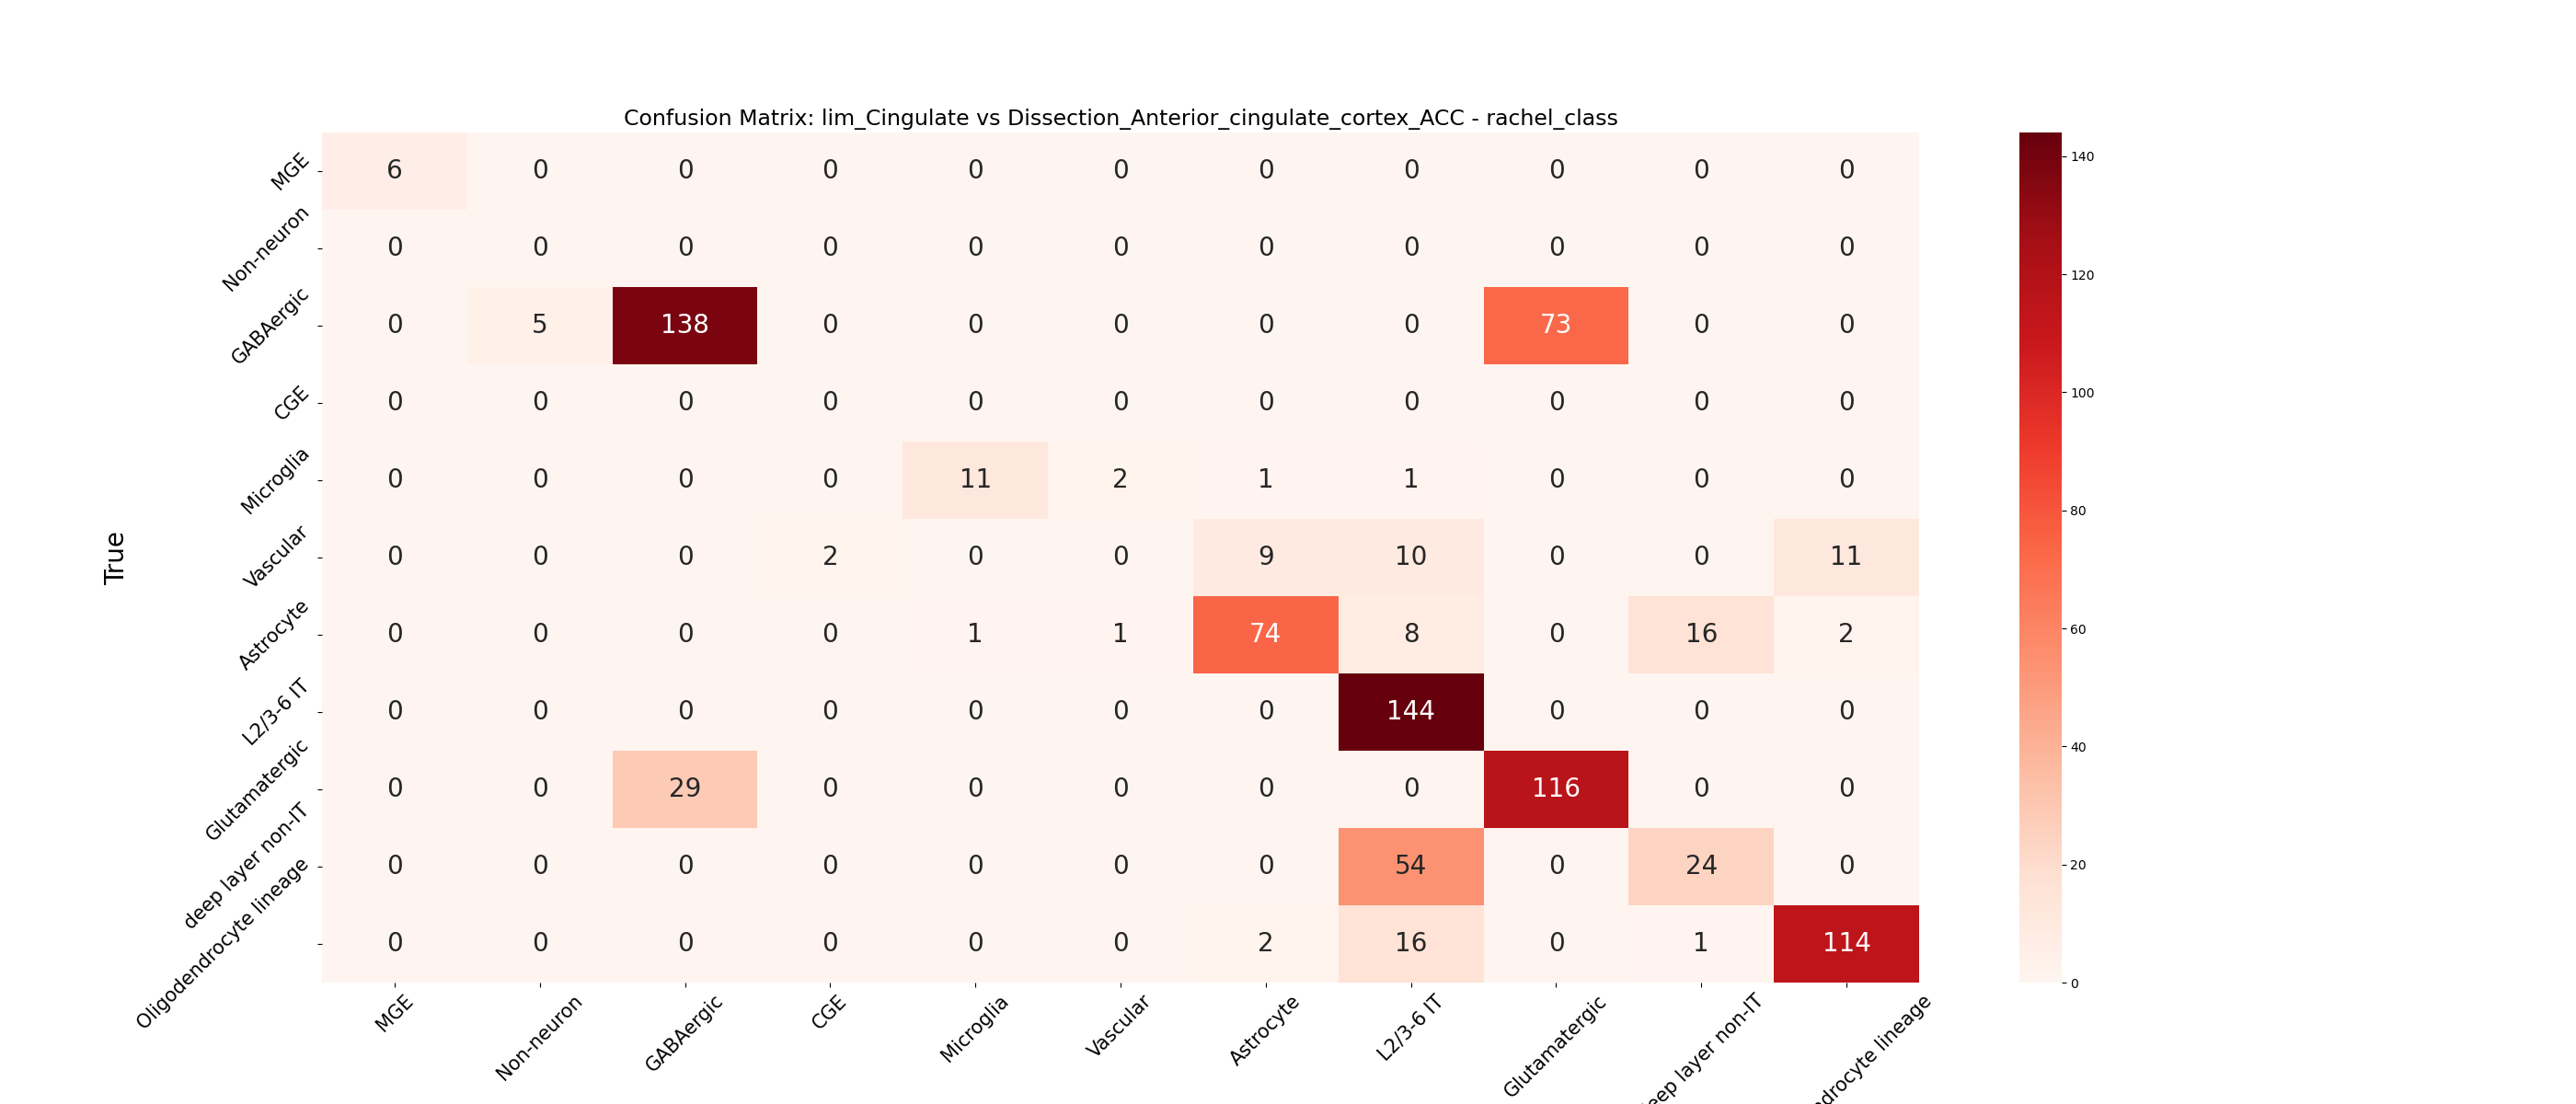 Confusion Matrix: lim_Cingulate vs Dissection_Anterior_cingulate_cortex_ACC - rachel_class
True
MGE 6 0 0 0 0 0 0 0 0 0 0
Non-neuron 0 0 0 0 0 0 0 0 0 0 0
GABAergic 0 5 138 0 0 0 0 0 73 0 0
CGE 0 0 0 0 0 0 0 0 0 0 0
Microglia 0 0 0 0 11 2 1 1 0 0 0
Vascular 0 0 0 2 0 0 9 10 0 0 11
Astrocyte 0 0 0 0 1 1 74 8 0 16 2
L2/3-6 IT 0 0 0 0 0 0 0 144 0 0 0
Glutamatergic 0 0 29 0 0 0 0 0 116 0 0
deep layer non-IT 0 0 0 0 0 0 0 54 0 24 0
Oligodendrocyte lineage 0 0 0 0 0 0 2 16 0 1 114
MGE Non-neuron GABAergic CGE Microglia Vascular Astrocyte L2/3-6 IT Glutamatergic eep layer non-IT ndrocyte lineage
140
120
100
80
60
40
20
0